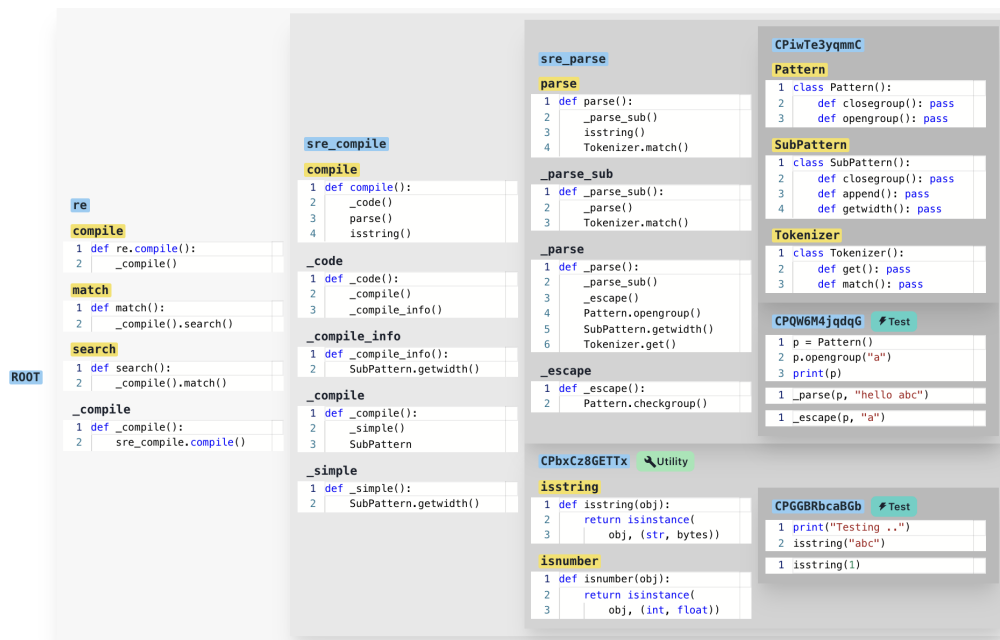 ROOT
re
compile
1 def re.compile():
2 _compile()
match
1 def match():
2 _compile().search()
search
1 def search():
2 _compile().match()
_compile
1 def _compile():
2 sre_compile.compile()
sre_compile
compile
1 def compile():
2 _code()
3 parse()
4 isstring()
_code
1 def _code():
2 _compile()
3 _compile_info()
_compile_info
1 def _compile_info():
2 SubPattern.getwidth()
_compile
1 def _compile():
2 _simple()
3 SubPattern
_simple
1 def _simple():
2 SubPattern.getwidth()
sre_parse
parse
1 def parse():
2 _parse_sub()
3 isstring()
4 Tokenizer.match()
_parse_sub
1 def _parse_sub():
2 _parse()
3 Tokenizer.match()
_parse
1 def _parse():
2 _parse_sub()
3 _escape()
4 Pattern.opengroup()
5 SubPattern.getwidth()
6 Tokenizer.get()
_escape
1 def _escape():
2 Pattern.checkgroup()
CPiwTe3yqmmC
Pattern
1 class Pattern():
2 def closegroup(): pass
3 def opengroup(): pass
SubPattern
1 class SubPattern():
2 def closegroup(): pass
3 def append(): pass
4 def getwidth(): pass
Tokenizer
1 class Tokenizer():
2 def get(): pass
3 def match(): pass
CPQW6M4jqdqG Test
1 p = Pattern()
2 p.opengroup("a")
3 print(p)
1 _parse(p, "hello abc")
1 _escape(p, "a")
CPbxCz8GETTx Utility
isstring
1 def isstring(obj):
2 return isinstance(
3 obj, (str, bytes))
isnumber
1 def isnumber(obj):
2 return isinstance(
3 obj, (int, float))
CPGGBRbcaBGb Test
1 print("Testing ..")
2 isstring("abc")
1 isstring(1)